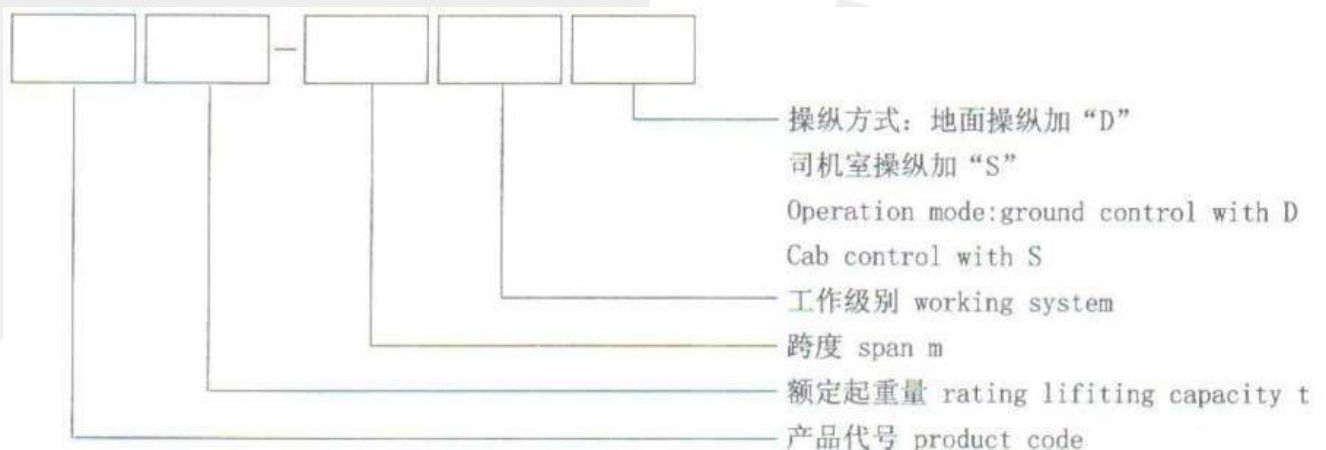 操纵方式：地面操纵加“D”
司机室操纵加“S”
Operation mode:ground control with D
Cab control with S
工作级别 working system
跨度 span m
额定起重量 rating lifiting capacity t
产品代号 product code